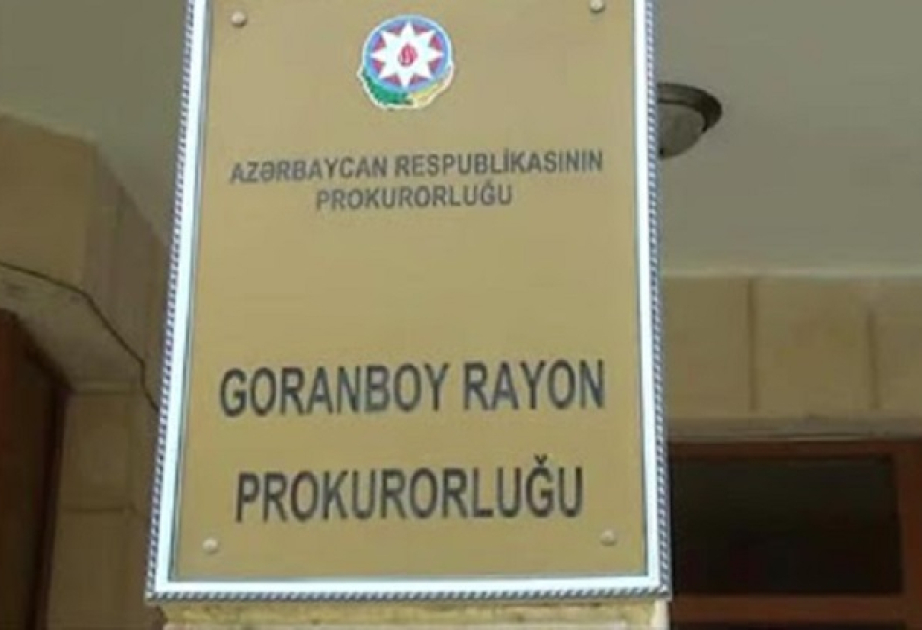 AZƏRBAYCAN RESPUBLİKASININ
PROKURORLUĞU
GORANBOY RAYON
PROKURORLUĞU